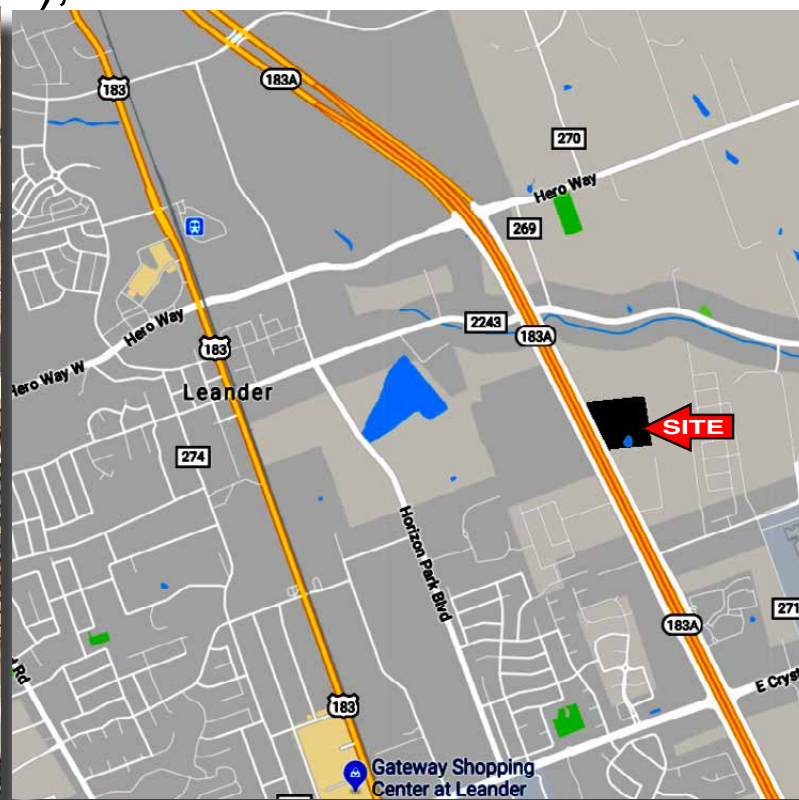 183
183A
270
Hero Way
269
2243
183A
Hero Way
183
Hero Way W
Leander
SITE
274
Horizon Park Blvd
271
183A
Rd
E Cryst
183
Gateway Shopping
Center at Leander